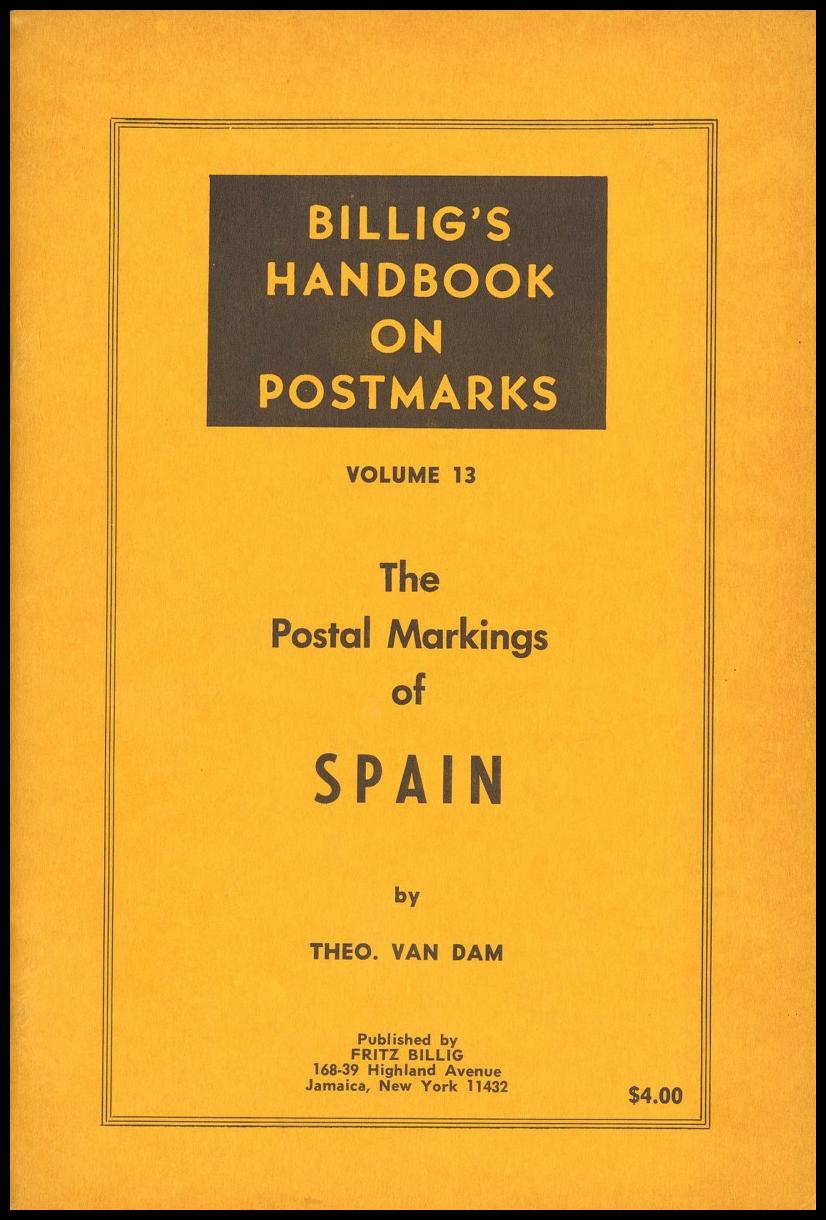 BILLIG'S
HANDBOOK
ON
POSTMARKS
VOLUME 13
The
Postal Markings
of
SPAIN
by
THEO. VAN DAM
Published by
FRITZ BILLIG
168-39 Highland Avenue
Jamaica, New York 11432
$4.00